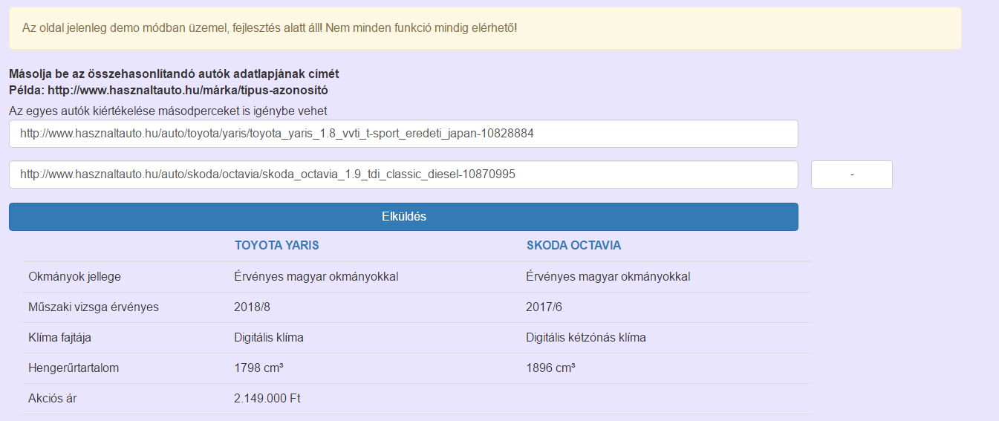 Az oldal jelenleg demo módban üzemel, fejlesztés alatt áll! Nem minden funkció mindig elérhető!
Másolja be az összehasonlítandó autók adatlapjának címét
Példa: http://www.hasznaltauto.hu/márka/típus-azonosító
Az egyes autók kiértékelése másodperceket is igénybe vehet
http://www.hasznaltauto.hu/auto/toyota/yaris/toyota_yaris_1.8_vvti_t-sport_eredeti_japan-10828884
http://www.hasznaltauto.hu/auto/skoda/octavia/skoda_octavia_1.9_tdi_classic_diesel-10870995 -
Elküldés
TOYOTA YARIS SKODA OCTAVIA
Okmányok jellege Érvényes magyar okmányokkal Érvényes magyar okmányokkal
Műszaki vizsga érvényes 2018/8 2017/6
Klíma fajtája Digitális klíma Digitális kétzónás klíma
Hengerűrtartalom 1798 cm³ 1896 cm³
Akciós ár 2.149.000 Ft